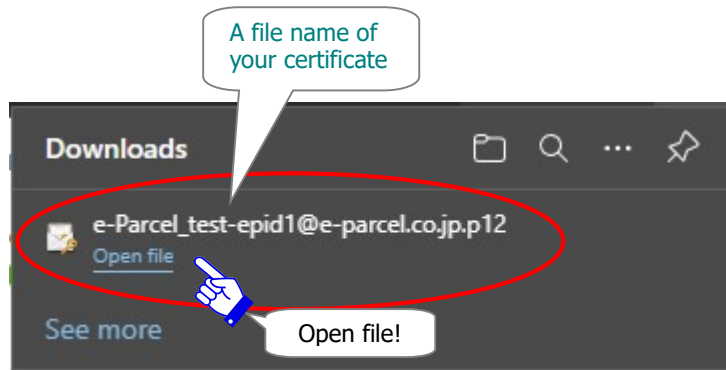 A file name of
your certificate
Downloads
e-Parcel_test-epid1@e-parcel.co.jp.p12
Open file
See more
Open file!